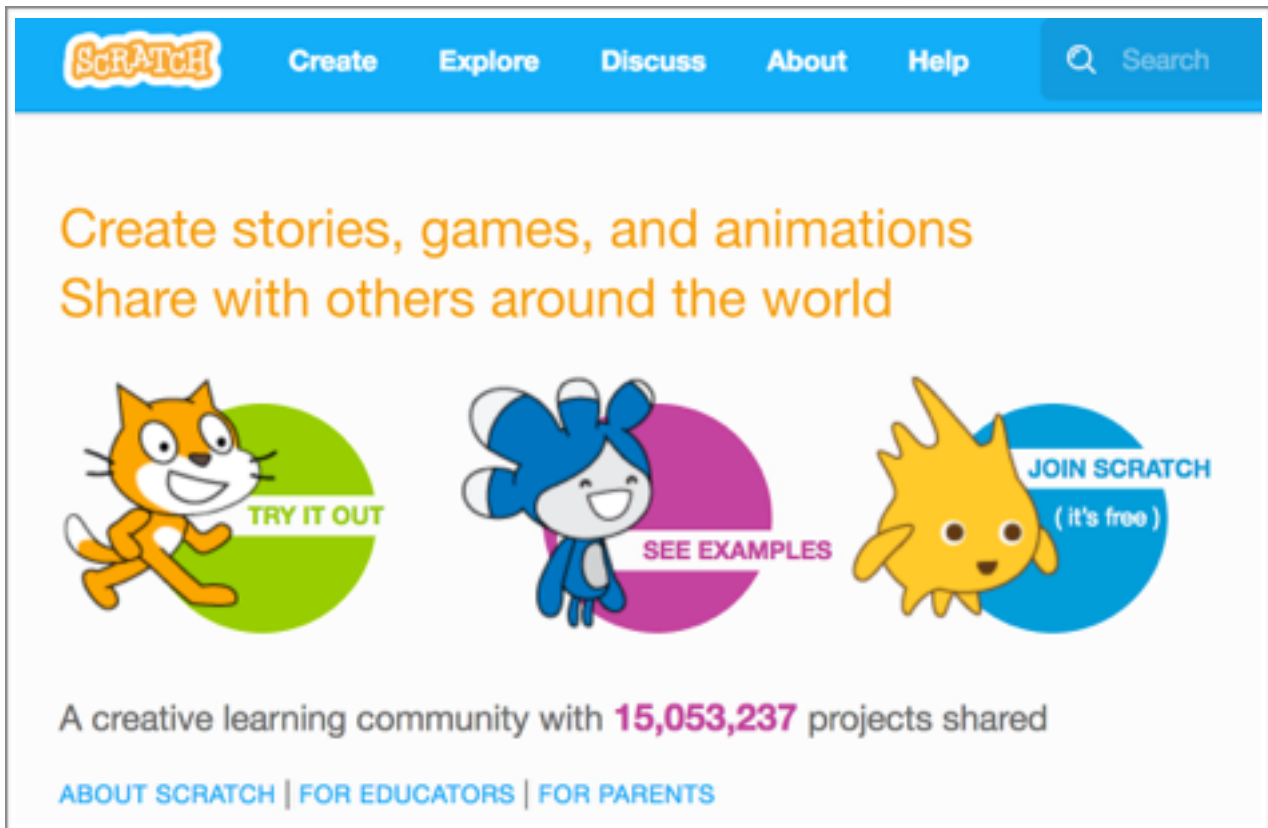 SCRATCH Create Explore Discuss About Help Search
Create stories, games, and animations
Share with others around the world
TRY IT OUT
SEE EXAMPLES
JOIN SCRATCH
( it's free )
A creative learning community with 15,053,237 projects shared
ABOUT SCRATCH | FOR EDUCATORS | FOR PARENTS